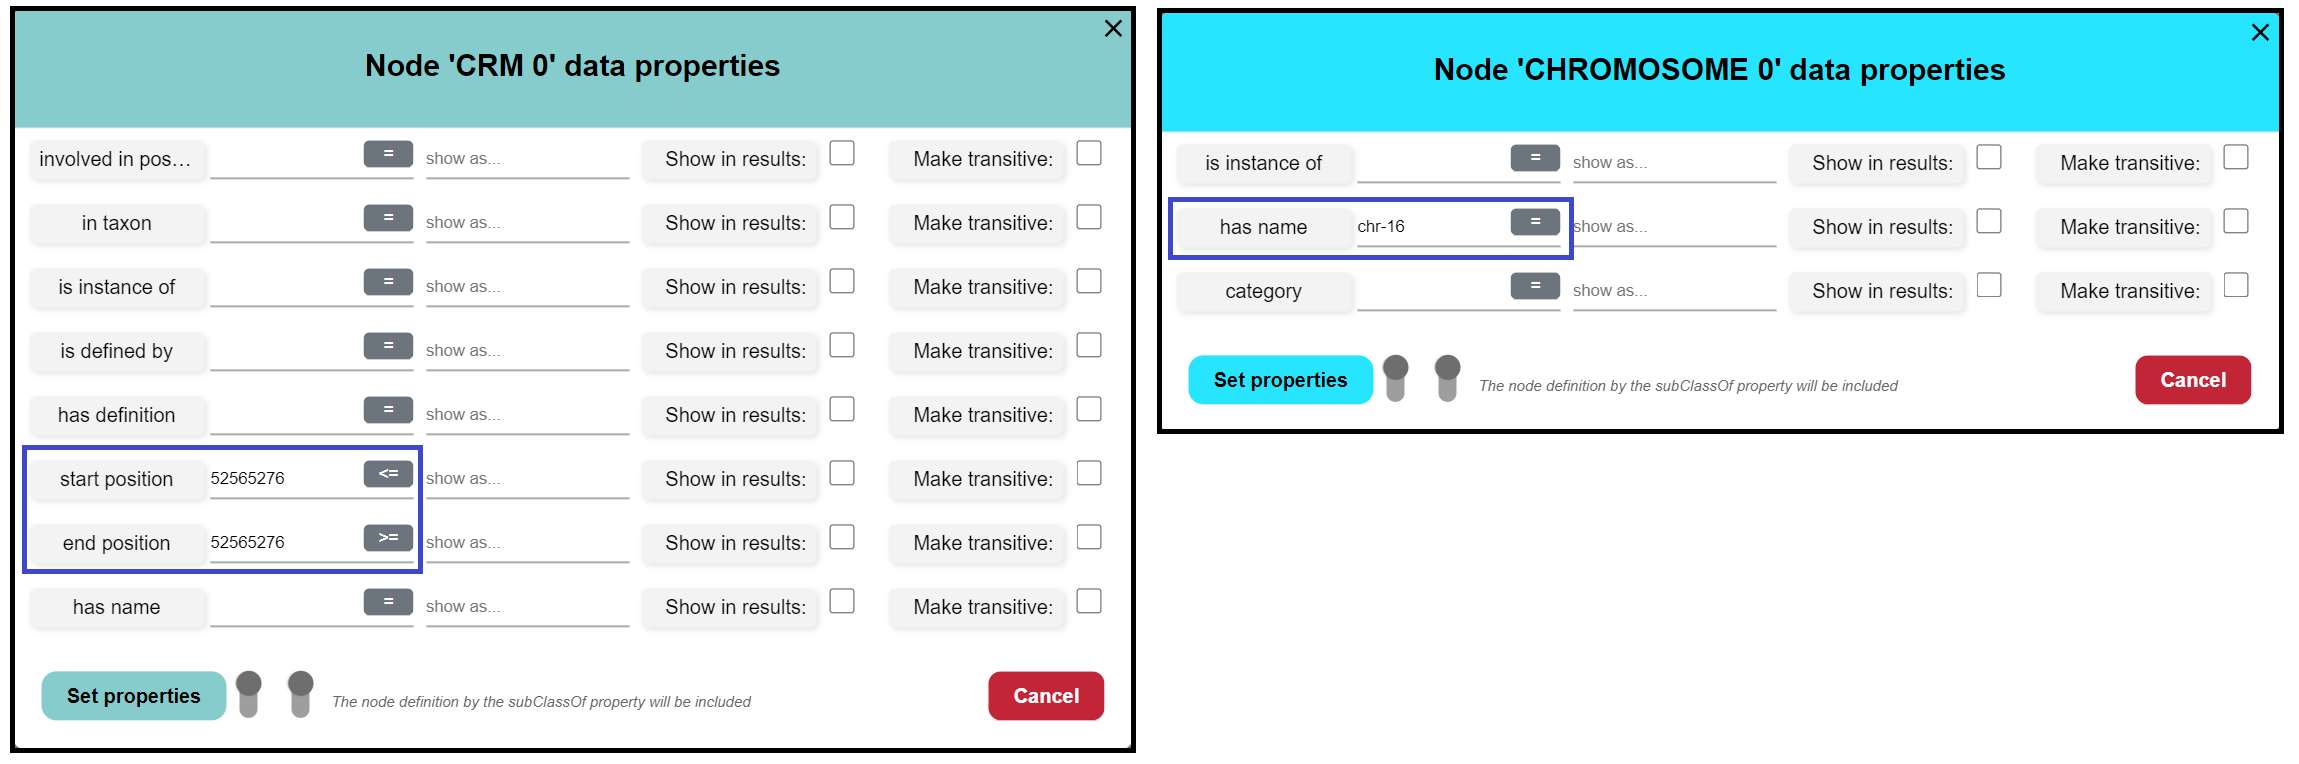 Node 'CRM 0' data properties
involved in pos... = show as... Show in results: Make transitive:
in taxon = show as... Show in results: Make transitive:
is instance of = show as... Show in results: Make transitive:
is defined by = show as... Show in results: Make transitive:
has definition = show as... Show in results: Make transitive:
start position 52565276 <= show as... Show in results: Make transitive:
end position 52565276 >= show as... Show in results: Make transitive:
has name = show as... Show in results: Make transitive:
Set properties The node definition by the subClassOf property will be included Cancel
Node 'CHROMOSOME 0' data properties
is instance of = show as... Show in results: Make transitive:
has name chr-16 = show as... Show in results: Make transitive:
category = show as... Show in results: Make transitive:
Set properties The node definition by the subClassOf property will be included Cancel